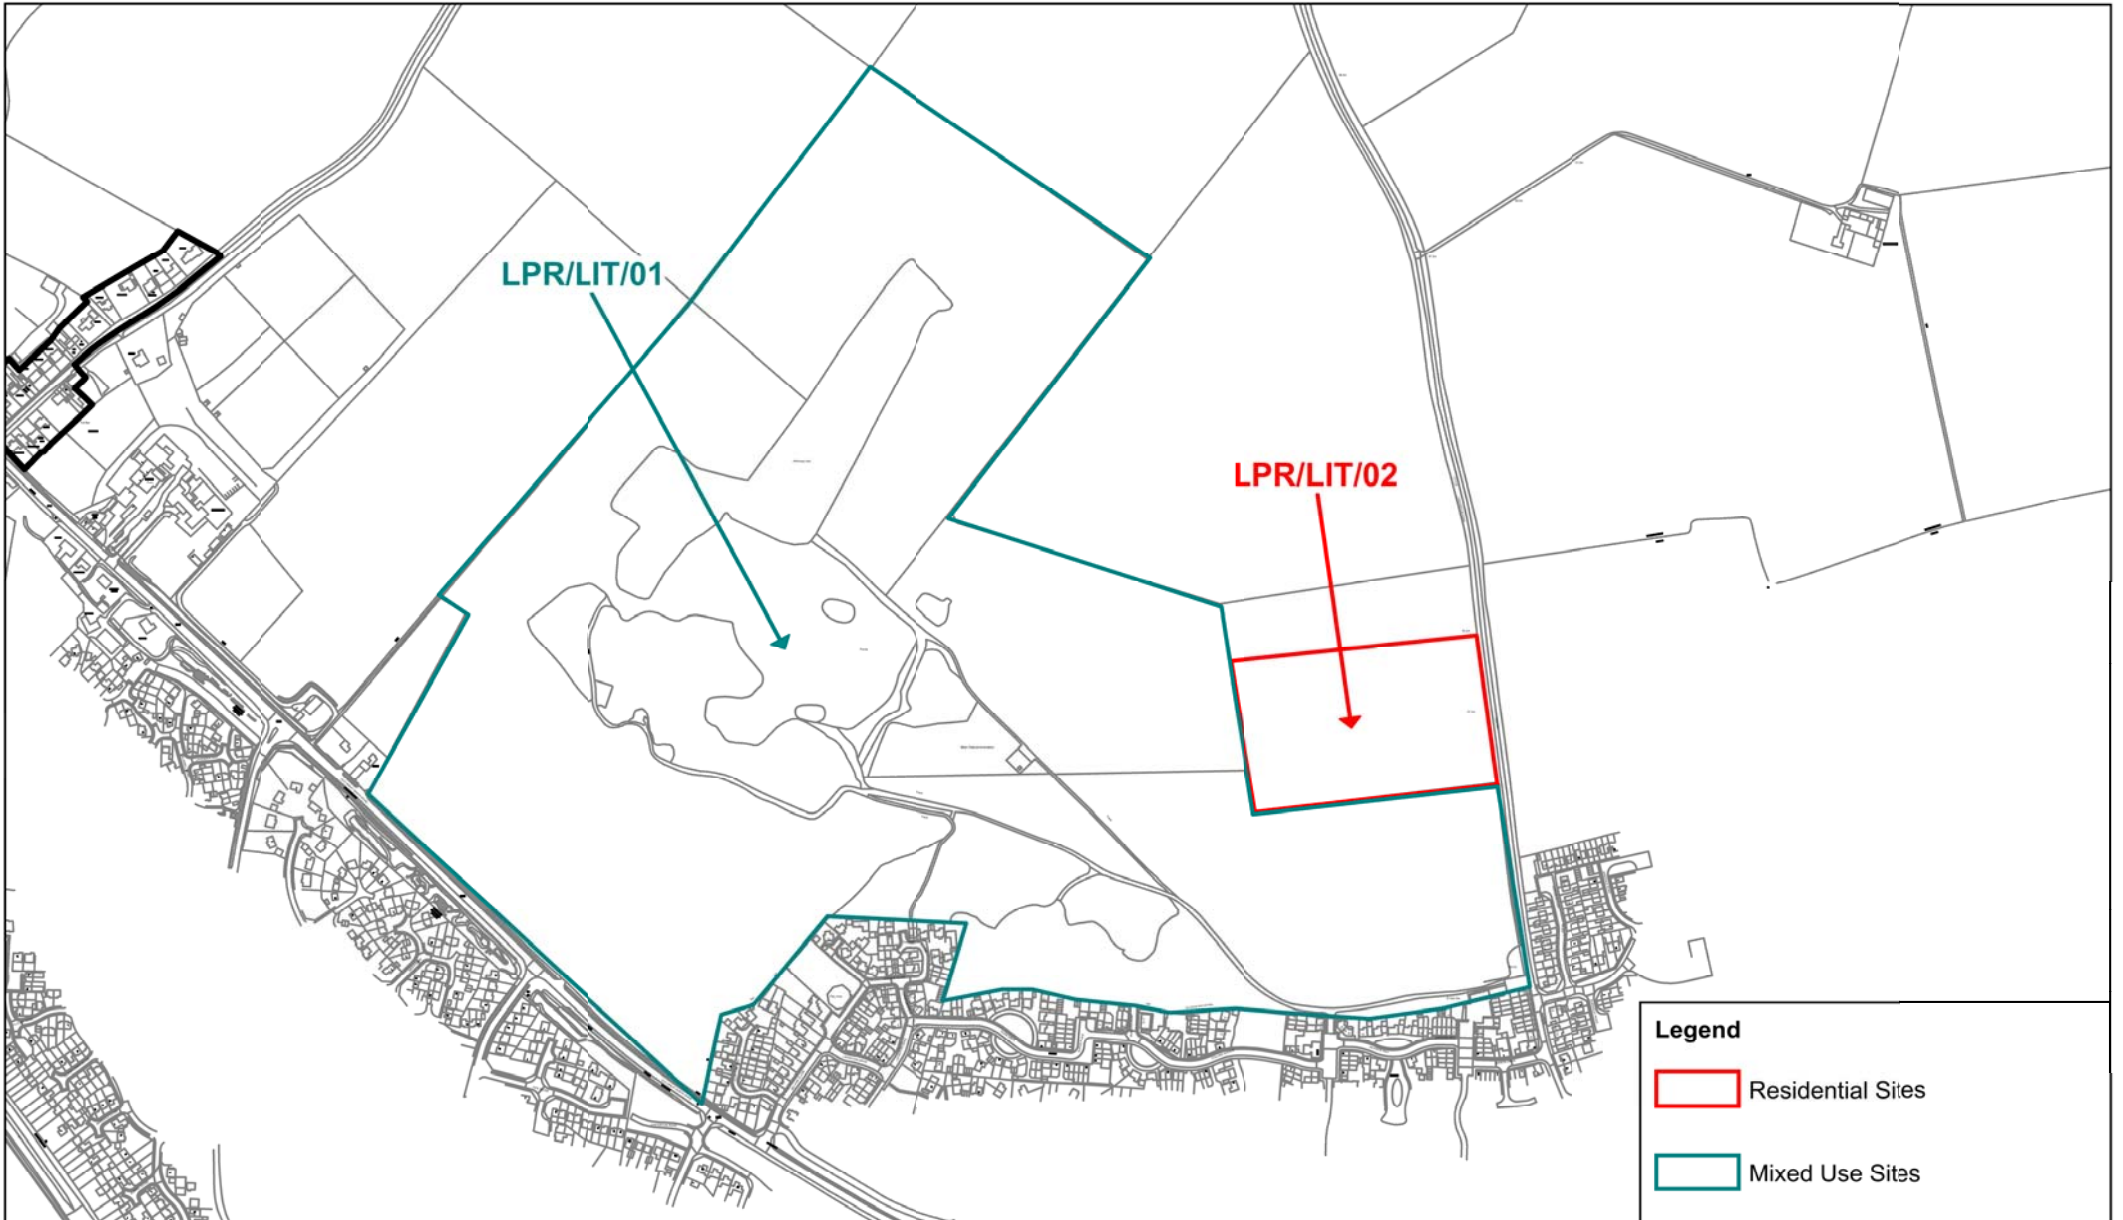 LPR/LIT/01
LPR/LIT/02
Legend
Residential Sites
Mixed Use Sites